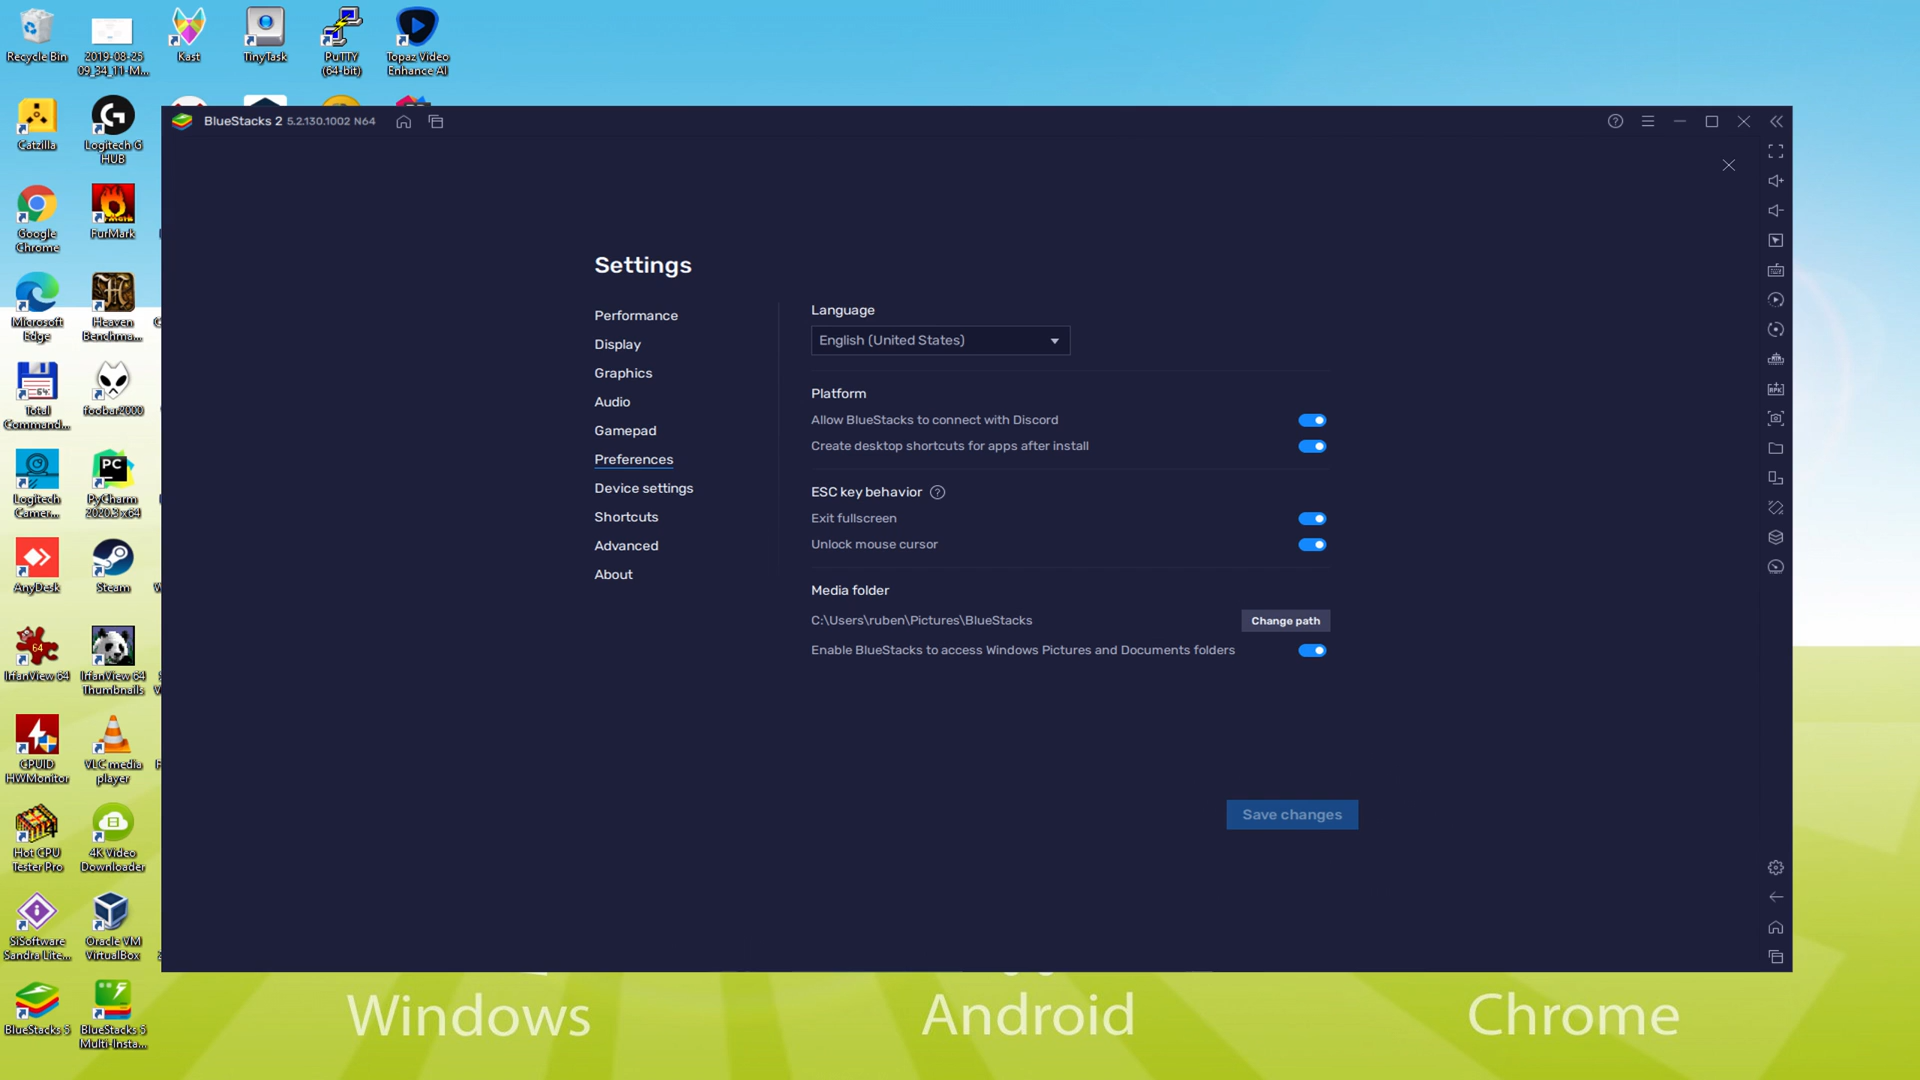 Recycle Bin
2019-08-25
09_34_11-M...
Kast
TinyTask
PuTTY
(64-bit)
Topaz Video
Enhance AI
Catzilla
Logitech G
HUB
BlueStacks 2 5.2.130.1002 N64
Google
Chrome
FurMark
Settings
Microsoft
Edge
Heaven
Benchma...
Performance
Display
Graphics
Audio
Gamepad
Preferences
Device settings
Shortcuts
Advanced
About
Language
English (United States)
Platform
Allow BlueStacks to connect with Discord
Create desktop shortcuts for apps after install
ESC key behavior
Exit fullscreen
Unlock mouse cursor
Media folder
C:\Users\ruben\Pictures\BlueStacks
Change path
Enable BlueStacks to access Windows Pictures and Documents folders
Save changes
Total
Command...
foobar2000
Logitech
Camer...
PyCharm
2020.3 x64
AnyDesk
Steam
IrfanView 64
IrfanView 64
Thumbnails
CPUID
HWMonitor
VLC media
player
Hot CPU
Tester Pro
4K Video
Downloader
SiSoftware
Sandra Lite...
Oracle VM
VirtualBox
BlueStacks 5
BlueStacks 5
Multi-Insta...
Windows
Android
Chrome